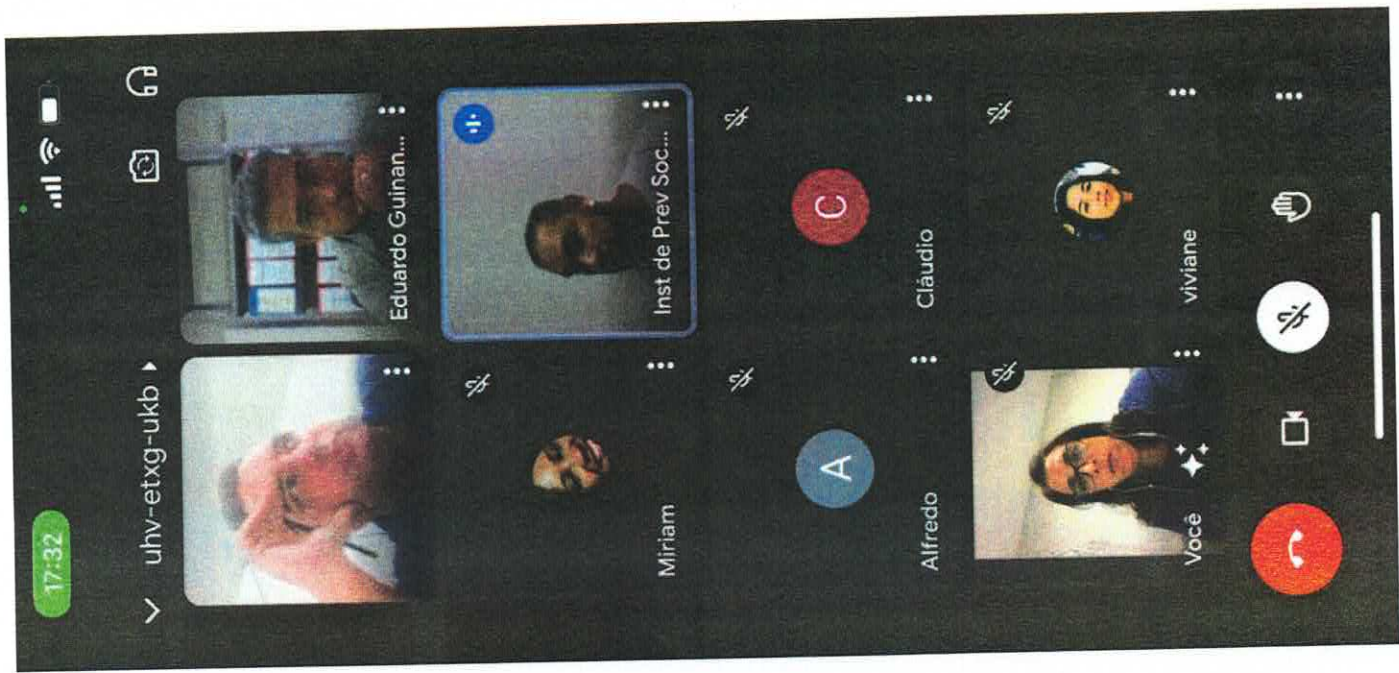 17:32
uhv-etxg-ukb
Eduardo Guinan...
Miriam
Inst de Prev Soc...
A
Alfredo
C
Cláudio
Você
viviane